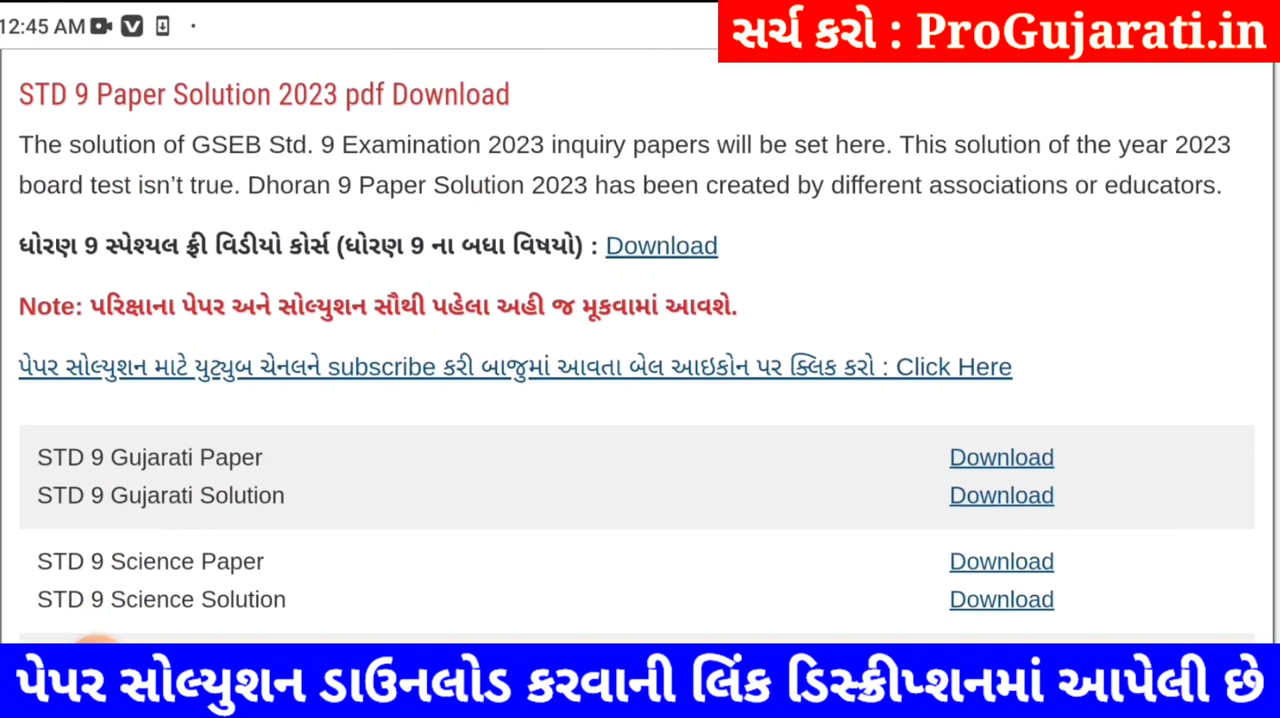 12:45 AM
સર્ચ કરો : ProGujarati.in
STD 9 Paper Solution 2023 pdf Download
The solution of GSEB Std. 9 Examination 2023 inquiry papers will be set here. This solution of the year 2023
board test isn’t true. Dhoran 9 Paper Solution 2023 has been created by different associations or educators.
ધોરણ 9 સ્પેશ્યલ ફ્રી વિડીયો કોર્સ (ધોરણ 9 ના બધા વિષયો) : Download
Note: પરિક્ષાના પેપર અને સોલ્યુશન સૌથી પહેલા અહી જ મૂકવામાં આવશે.
પેપર સોલ્યુશન માટે યુટ્યુબ ચેનલને subscribe કરી બાજુમાં આવતા બેલ આઇકોન પર ક્લિક કરો : Click Here
STD 9 Gujarati Paper Download
STD 9 Gujarati Solution Download
STD 9 Science Paper Download
STD 9 Science Solution Download
પેપર સોલ્યુશન ડાઉનલોડ કરવાની લિંક ડિસ્ક્રીપ્શનમાં આપેલી છે